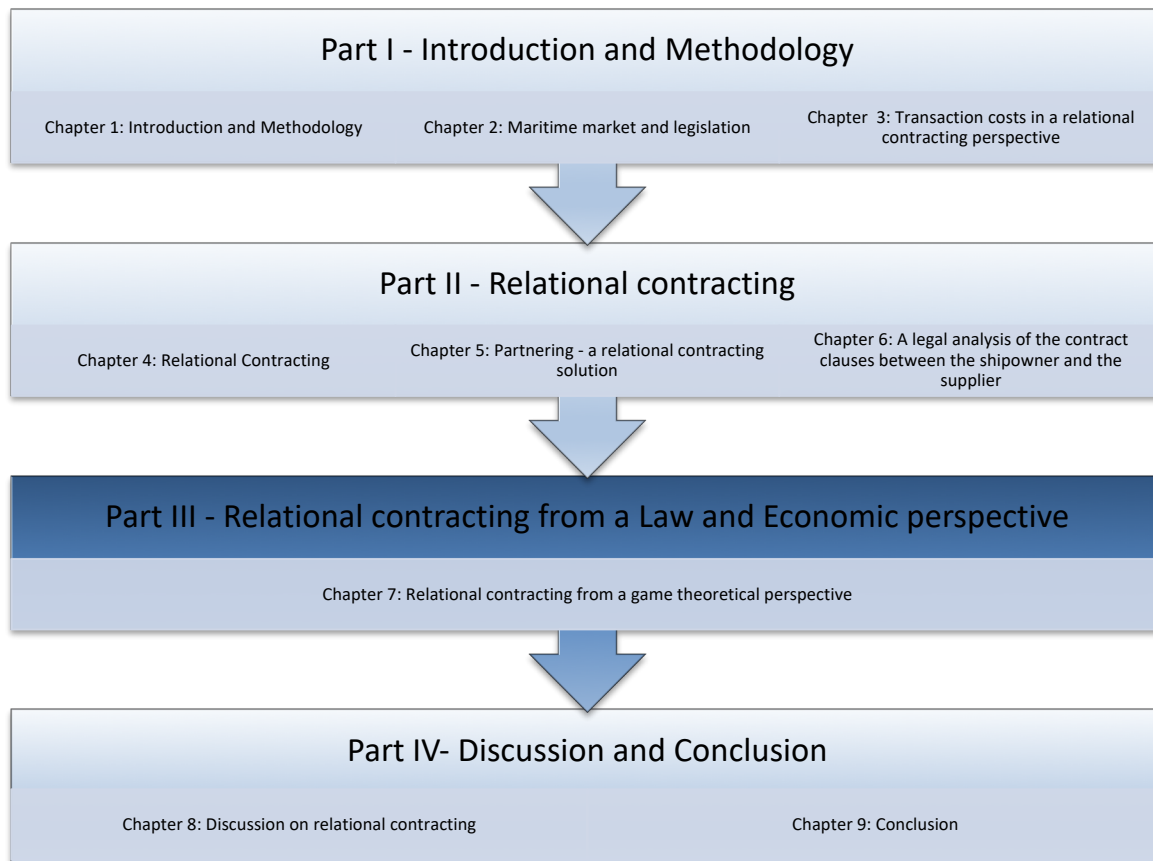 Part I - Introduction and Methodology
Chapter 1: Introduction and Methodology
Chapter 2: Maritime market and legislation
Chapter  3: Transaction costs in a relational
contracting perspective
Part II - Relational contracting
Chapter 4: Relational Contracting
Chapter 5: Partnering - a relational contracting
solution
Chapter 6: A legal analysis of the contract
clauses between the shipowner and the
supplier
Part III - Relational contracting from a Law and Economic perspective
Chapter 7: Relational contracting from a game theoretical perspective
Part IV- Discussion and Conclusion
Chapter 8: Discussion on relational contracting
Chapter 9: Conclusion